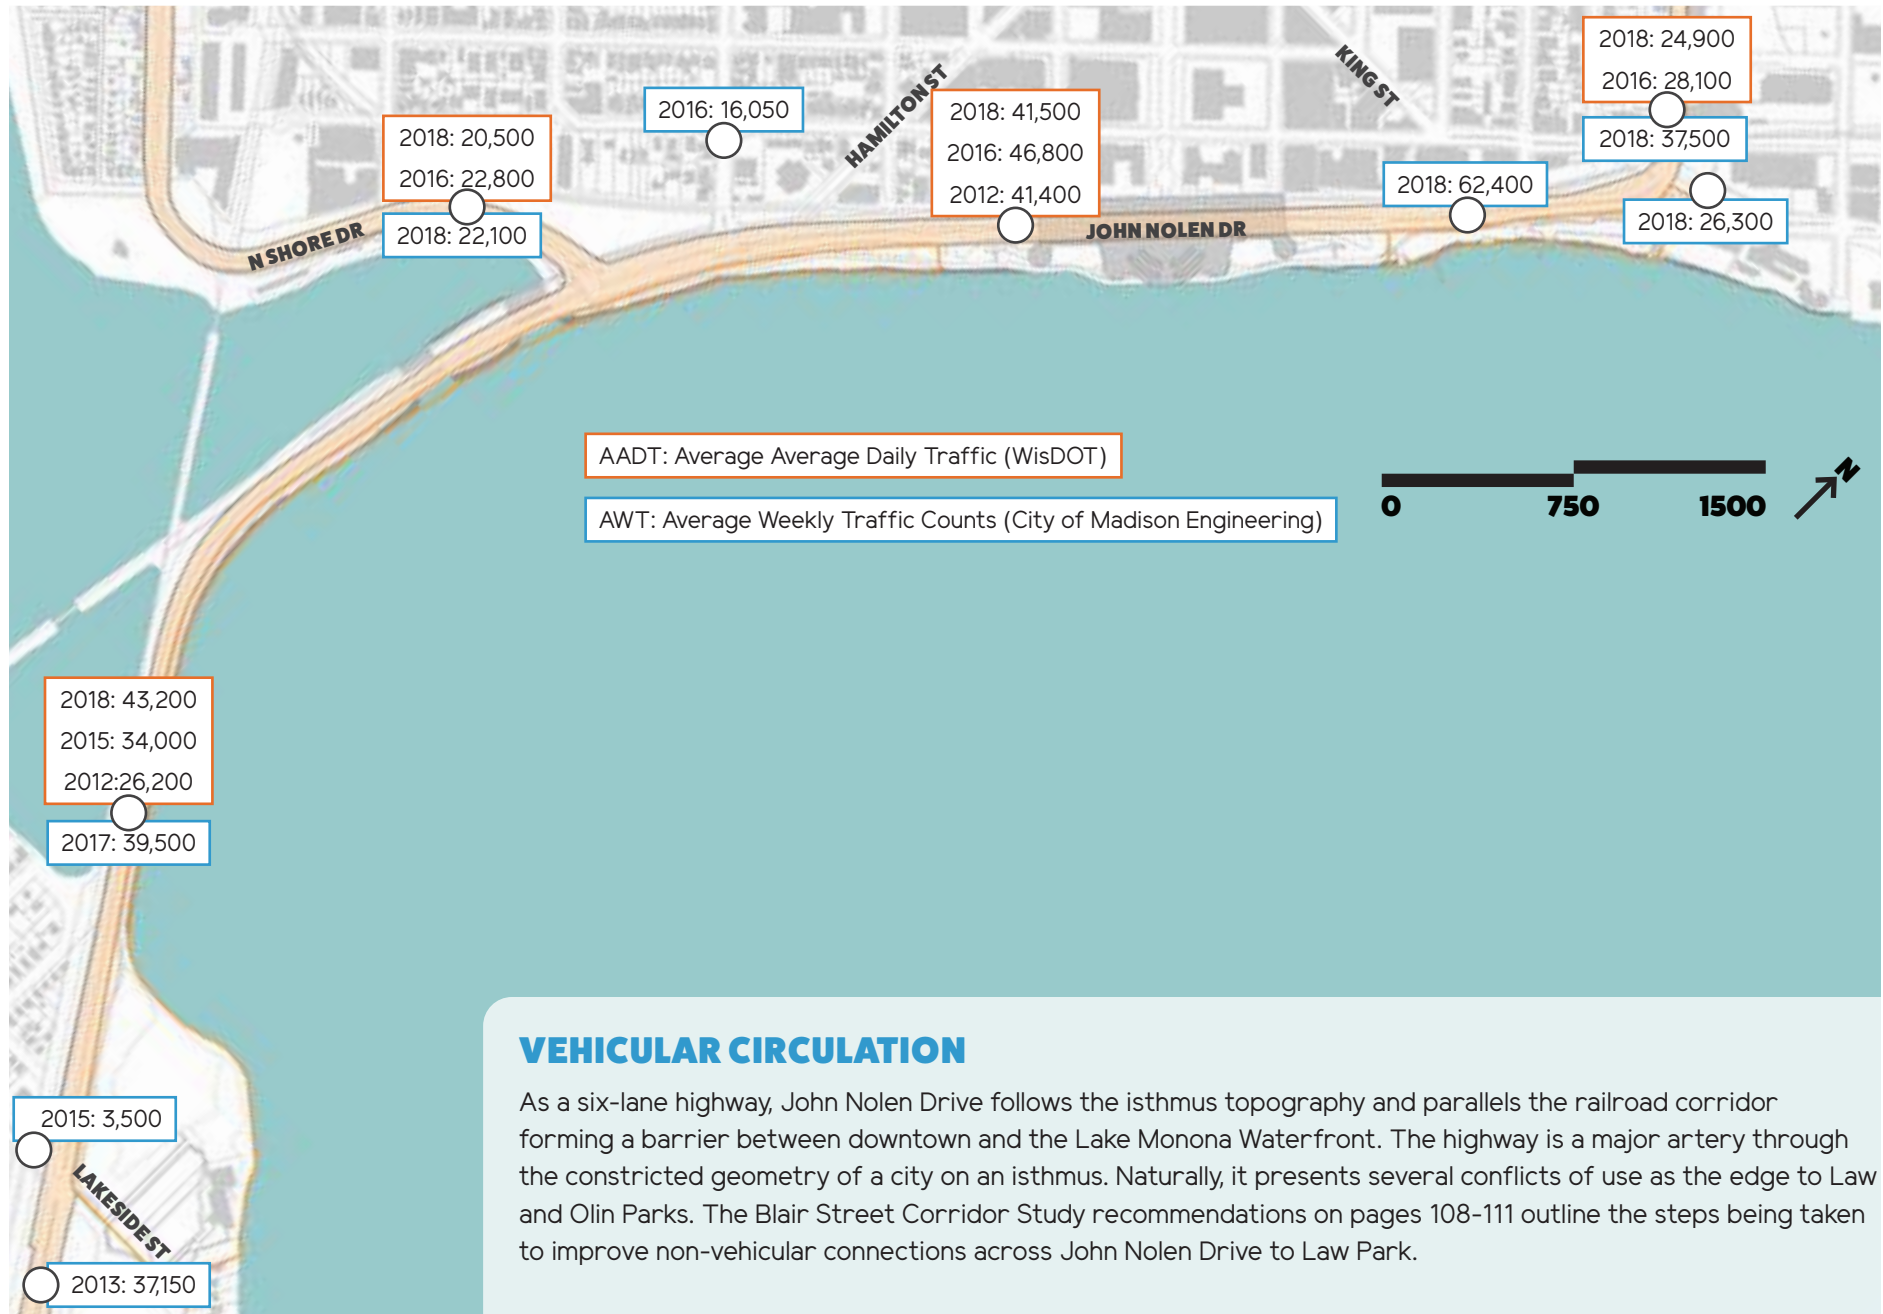 2018: 24,900
2016: 28,100
2018: 37,500
KING ST
HAMILTON ST
2016: 16,050
2018: 41,500
2016: 46,800
2012: 41,400
2018: 20,500
2016: 22,800
2018: 22,100
2018: 62,400
2018: 26,300
N SHORE DR
JOHN NOLEN DR
AADT: Average Average Daily Traffic (WisDOT)
AWT: Average Weekly Traffic Counts (City of Madison Engineering)
N
0 750 1500
2018: 43,200
2015: 34,000
2012:26,200
2017: 39,500
2015: 3,500
LAKESIDE ST
2013: 37,150
VEHICULAR CIRCULATION
As a six-lane highway, John Nolen Drive follows the isthmus topography and parallels the railroad corridor
forming a barrier between downtown and the Lake Monona Waterfront. The highway is a major artery through
the constricted geometry of a city on an isthmus. Naturally, it presents several conflicts of use as the edge to Law
and Olin Parks. The Blair Street Corridor Study recommendations on pages 108-111 outline the steps being taken
to improve non-vehicular connections across John Nolen Drive to Law Park.